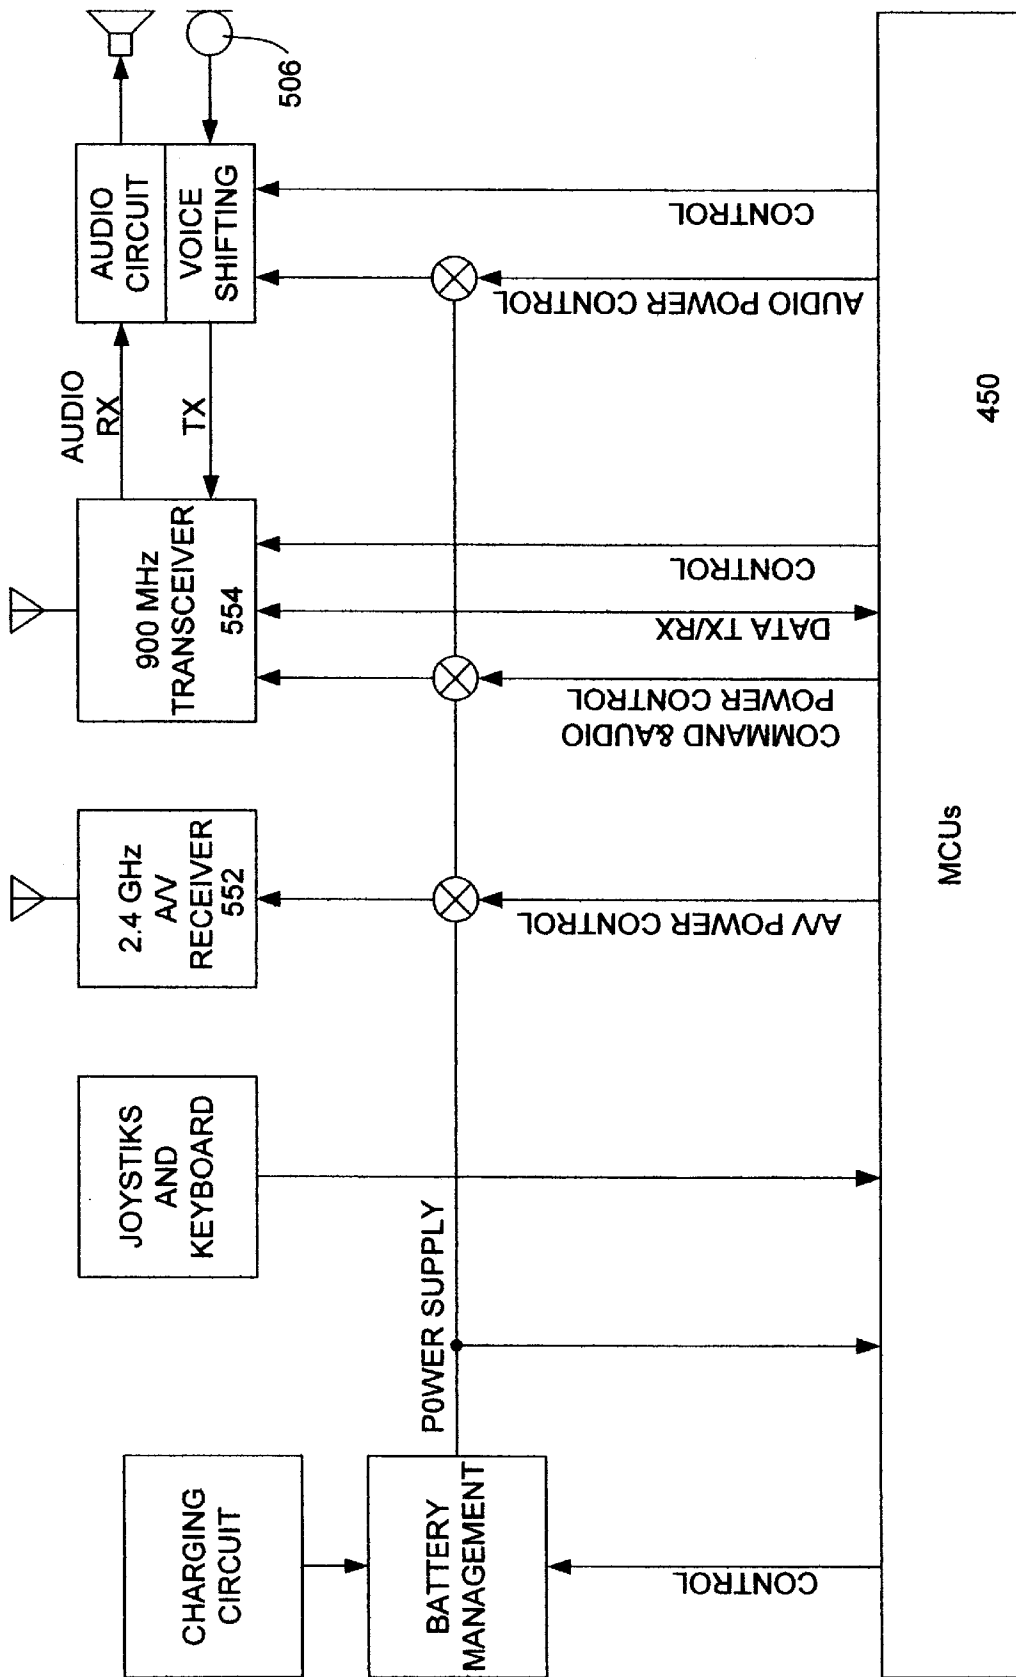 CHARGING
CIRCUIT
BATTERY
MANAGEMENT
CONTROL
P0WER SUPPLY
JOYSTIKS
AND
KEYBOARD
2.4 GHz
A/V
RECEIVER
552
A/V POWER CONTROL
900 MHz
TRANSCEIVER
554
COMMAND &AUDIO
POWER CONTROL
DATA TX/RX
CONTROL
AUDIO
RX
TX
AUDIO
CIRCUIT
VOICE
SHIFTING
506
AUDIO POWER CONTROL
CONTROL
MCUs
450